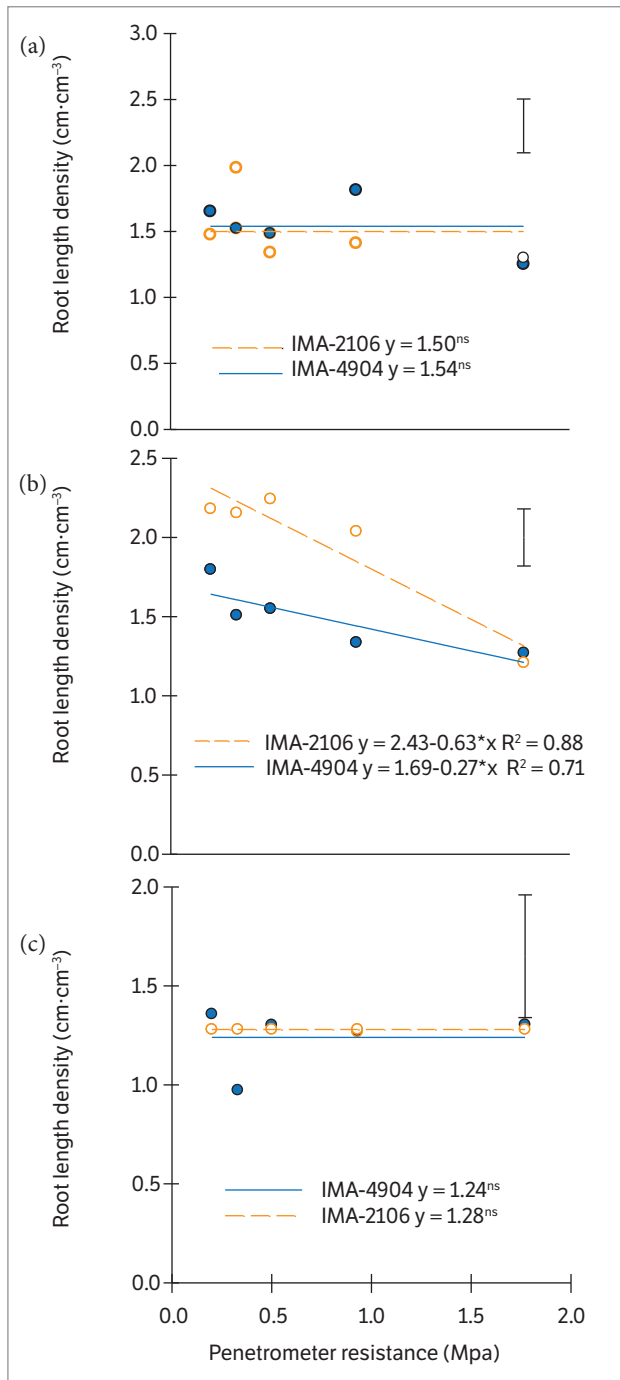 (a)
Root length density (cm·cm⁻³)
3.0
2.5
2.0
1.5
1.0
0.5
0.0
IMA-2106 y = 1.50ⁿˢ
IMA-4904 y = 1.54ⁿˢ
(b)
Root length density (cm·cm⁻³)
2.5
2.0
1.5
1.0
0.5
0.0
IMA-2106 y = 2.43-0.63*x R² = 0.88
IMA-4904 y = 1.69-0.27*x R² = 0.71
(c)
Root length density (cm·cm⁻³)
2.0
1.5
1.0
0.5
0.0
IMA-4904 y = 1.24ⁿˢ
IMA-2106 y = 1.28ⁿˢ
0.0 0.5 1.0 1.5 2.0
Penetrometer resistance (Mpa)